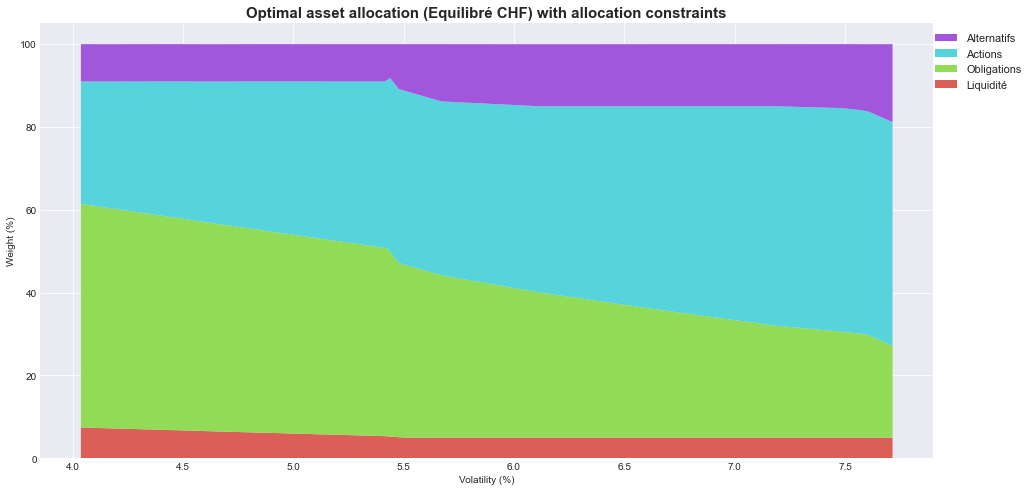 Optimal asset allocation (Equilibré CHF) with allocation constraints
Alternatifs
Actions
Obligations
Liquidité
Weight (%)
100
80
60
40
20
0
4.0 4.5 5.0 5.5 6.0 6.5 7.0 7.5
Volatility (%)